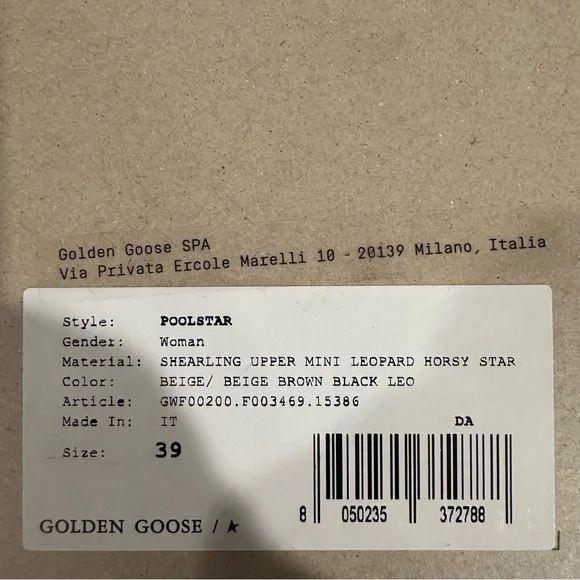 Golden Goose SPA
Via Privata Ercole Marelli 10 - 20139 Milano, Italia
Style: POOLSTAR
Gender: Woman
Material: SHEARLING UPPER MINI LEOPARD HORSY STAR
Color: BEIGE/ BEIGE BROWN BLACK LEO
Article: GWF00200.F003469.15386
Made In: IT
DA
Size: 39
8 050235 372788
GOLDEN GOOSE / ★